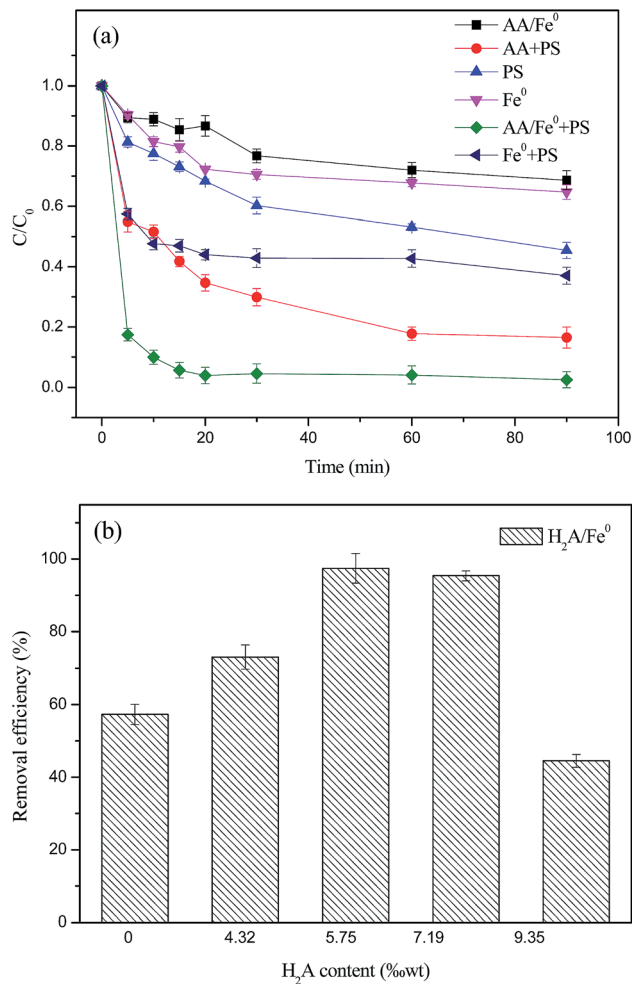 (a)
AA/Fe⁰
AA+PS
PS
Fe⁰
AA/Fe⁰+PS
Fe⁰+PS
C/C₀
1.0
0.8
0.6
0.4
0.2
0.0
0 20 40 60 80 100
Time (min)
(b)
H₂A/Fe⁰
Removal efficiency (%)
100
80
60
40
20
0
0 4.32 5.75 7.19 9.35
H₂A content (‰wt)